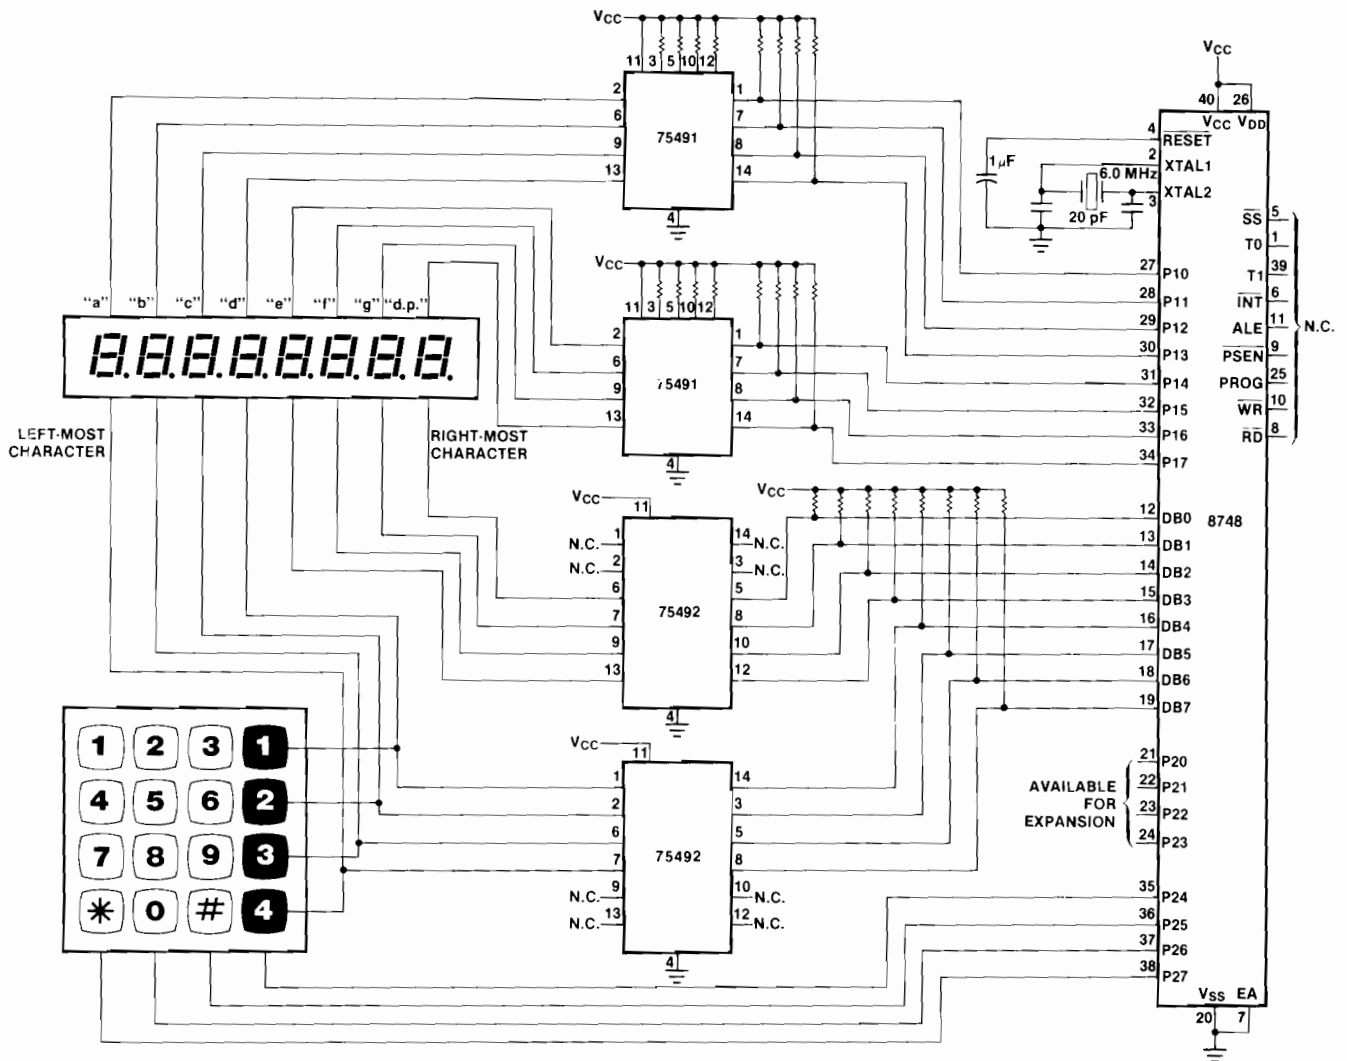 VCC
11 3 5 10 12
2 1
6 7
9 8
13 14
75491
4
VCC
11 3 5 10 12
2 1
6 7
9 8
13 14
75491
4
"a" "b" "c" "d" "e" "f" "g" "d.p."
8.8.8.8.8.8.8.8.
LEFT-MOST
CHARACTER
RIGHT-MOST
CHARACTER
VCC 11
N.C. 1 14 N.C.
N.C. 2 3 N.C.
6 5
7 8
9 10
13 12
75492
4
VCC
VCC 11
1 14
2 3
6 5
7 8
N.C. 9 10 N.C.
N.C. 13 12 N.C.
75492
4
1 2 3 1
4 5 6 2
7 8 9 3
* 0 # 4
VCC
40 26
VCC VDD
4 RESET
2 XTAL1
3 XTAL2
1 µF
6.0 MHz
20 pF
SS 5
T0 1
T1 39
INT 6
ALE 11
PSEN 9
PROG 25
WR 10
RD 8
N.C.
27 P10
28 P11
29 P12
30 P13
31 P14
32 P15
33 P16
34 P17
12 DB0
13 DB1
14 DB2
15 DB3
16 DB4
17 DB5
18 DB6
19 DB7
8748
21 P20
22 P21
23 P22
24 P23
AVAILABLE
FOR
EXPANSION
35 P24
36 P25
37 P26
38 P27
VSS EA
20 7